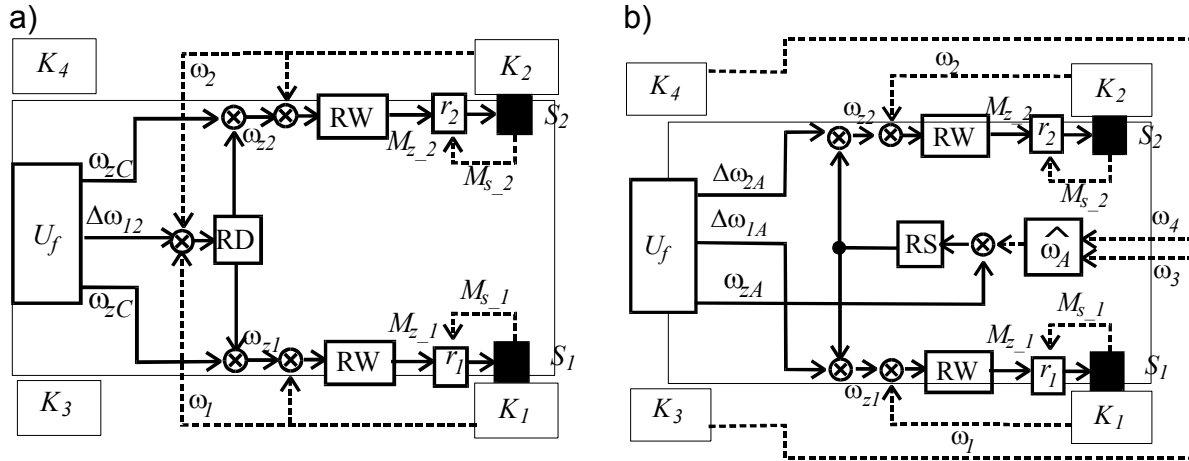 a)
K4
ω2
K2
RW
r2
S2
ωz2
Mz_2
Ms_2
ωzC
Δω12
Uf
RD
ωzC
Ms_1
Mz_1
ωz1
RW
r1
S1
K3
ω1
K1
b)
K4
ω2
K2
Mz_2
ωz2
RW
r2
S2
Δω2A
Ms_2
Uf
Δω1A
RS
ω̂A
ω4
ωzA
ω3
Ms_1
Mz_1
RW
r1
S1
ωz1
K3
K1
ω1